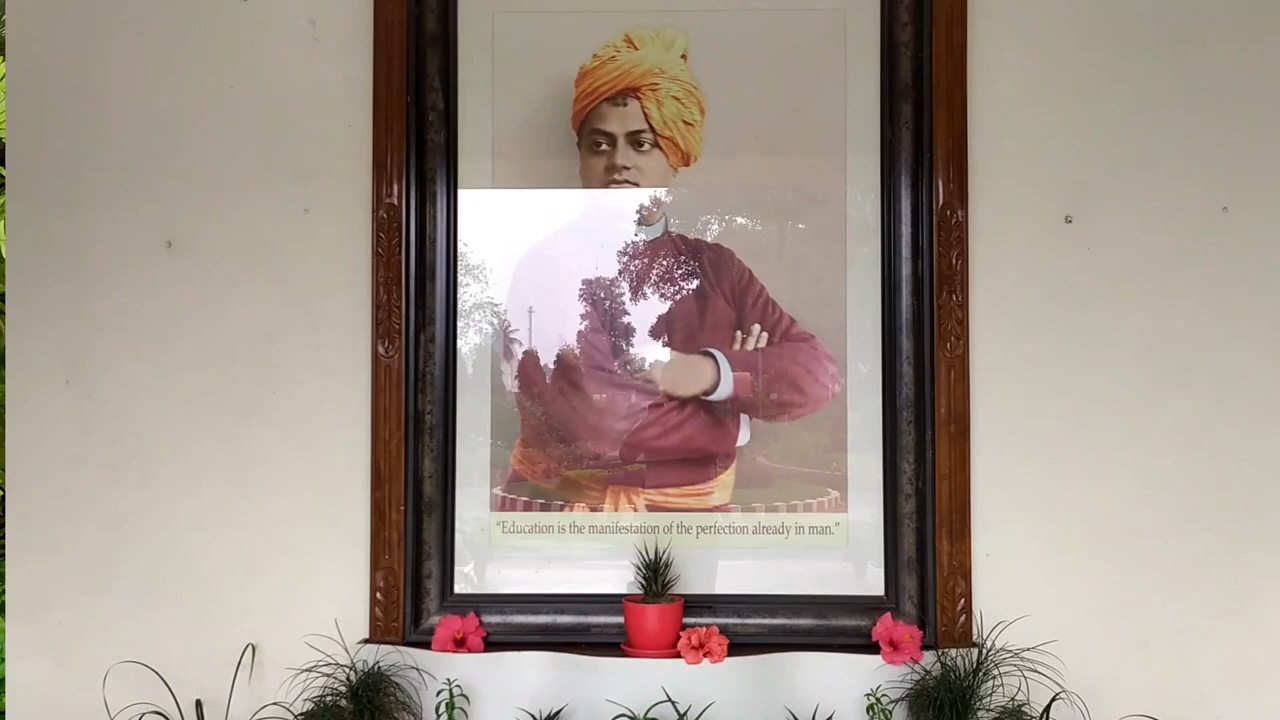 “Education is the manifestation of the perfection already in man.”